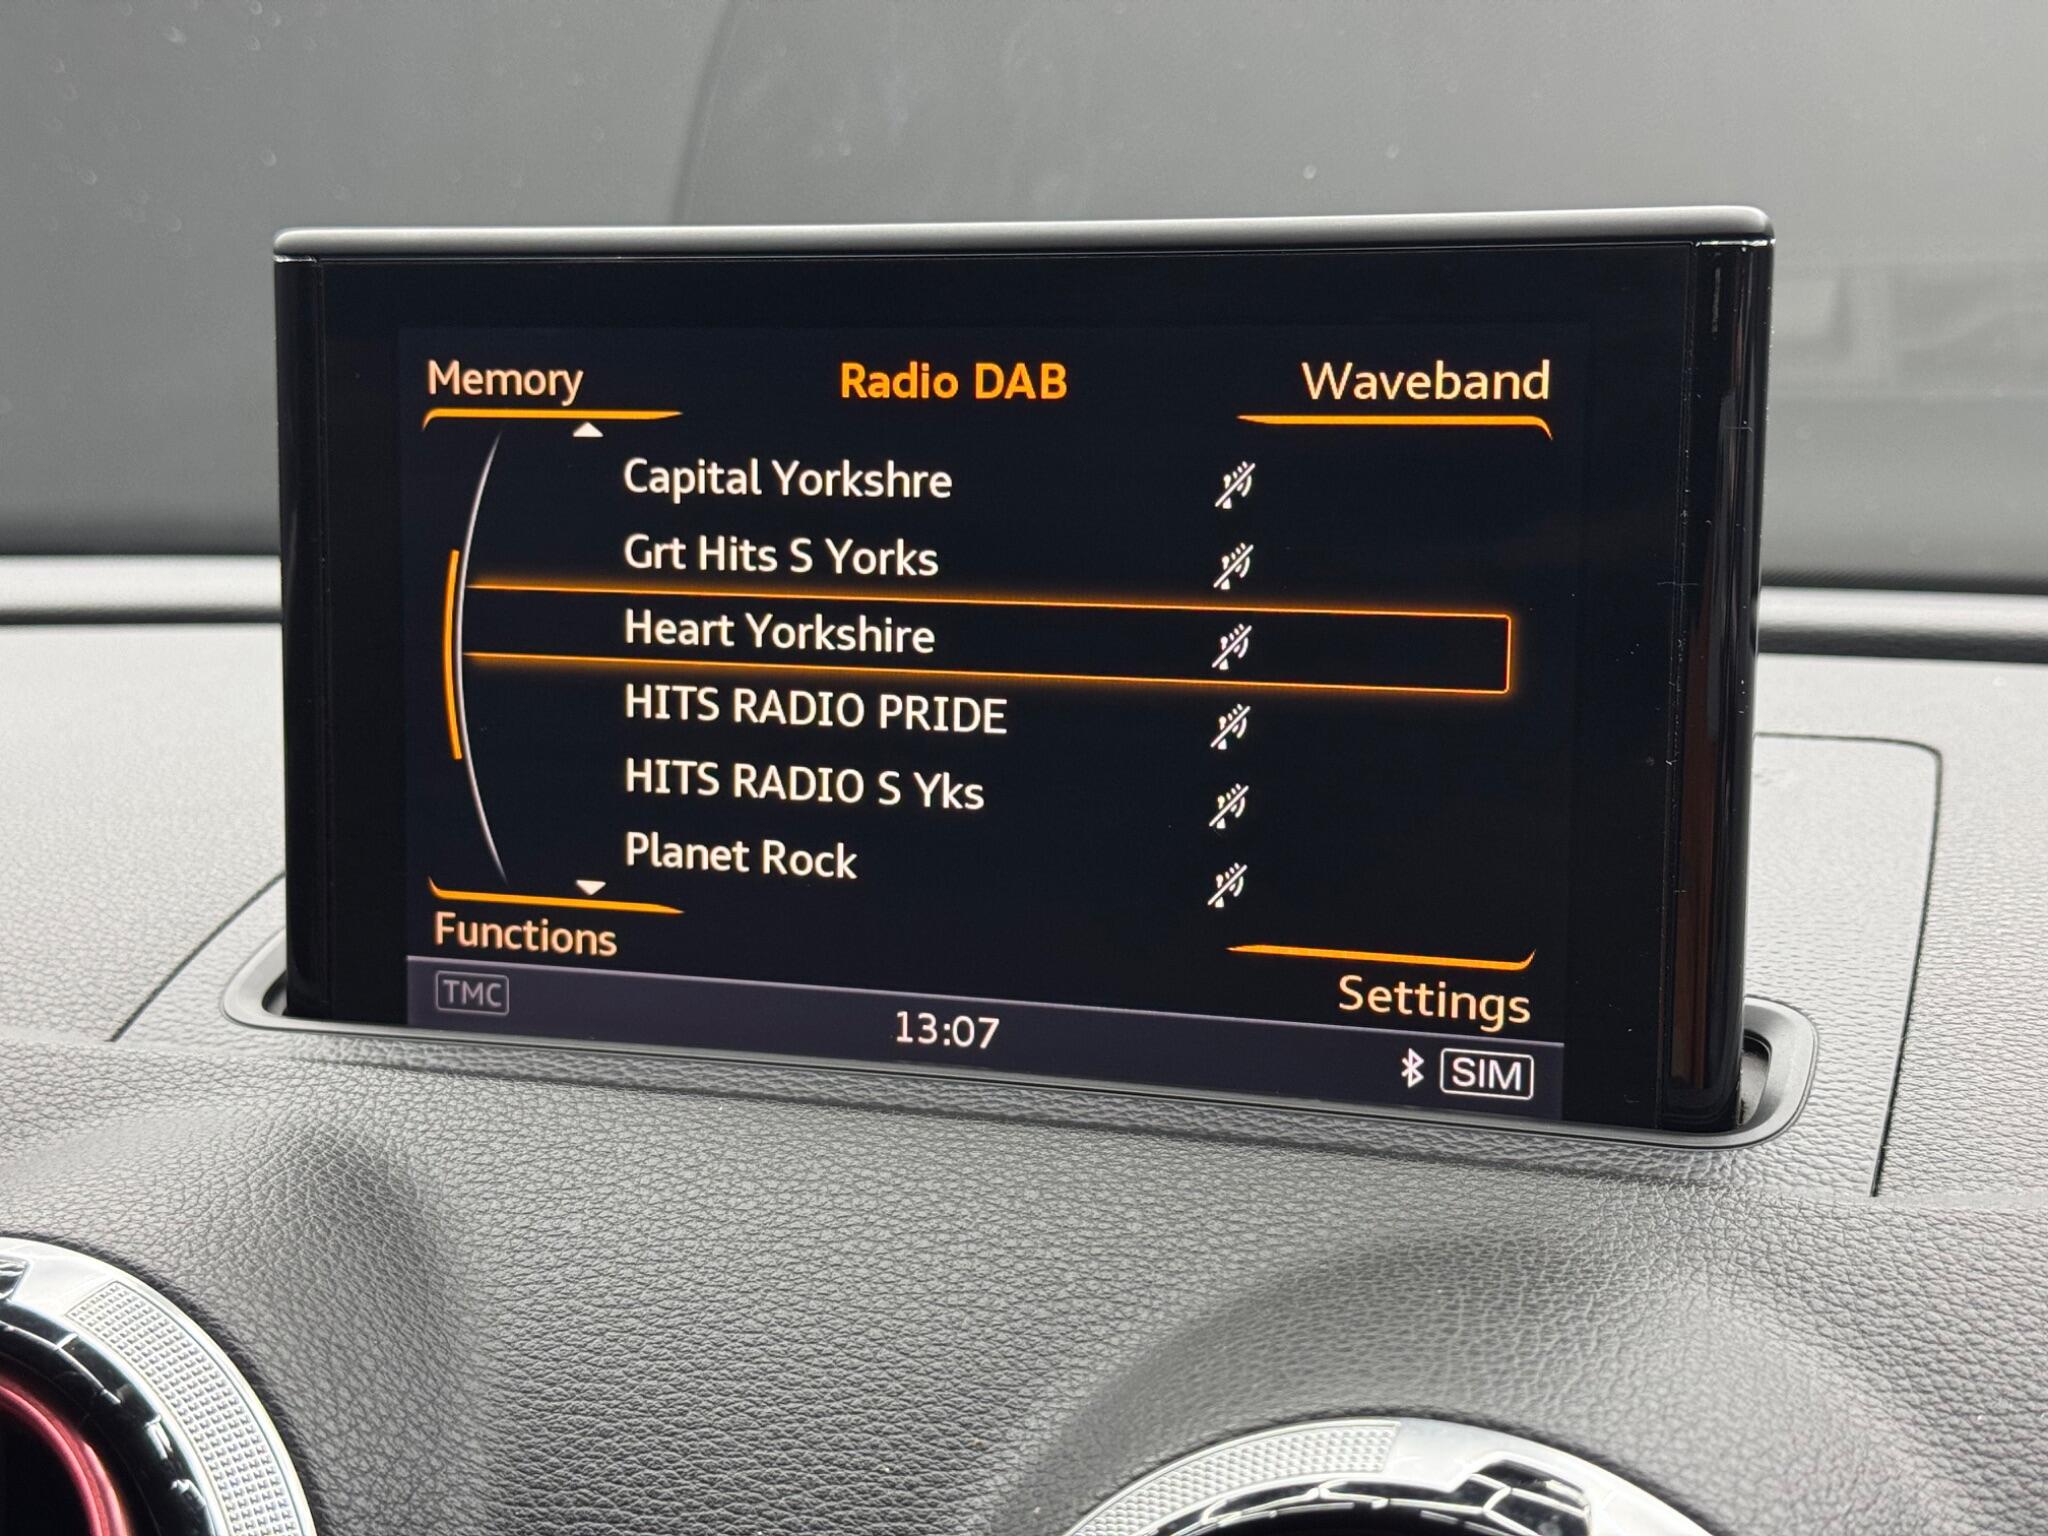 Memory
Radio DAB
Waveband
Capital Yorkshre
Grt Hits S Yorks
Heart Yorkshire
HITS RADIO PRIDE
HITS RADIO S Yks
Planet Rock
Functions
Settings
TMC
13:07
SIM